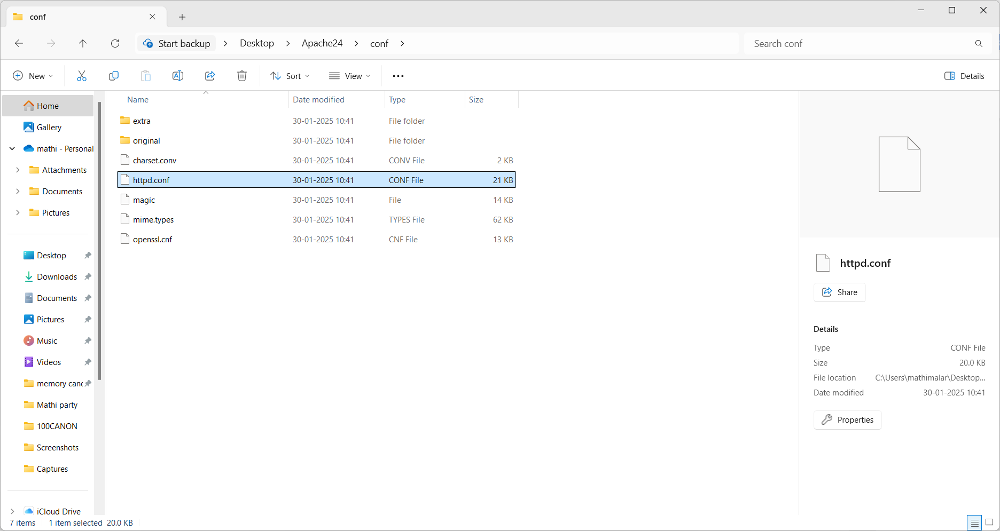 conf
Start backup > Desktop > Apache24 > conf >
Search conf
New
Sort
View
Details
Home
Gallery
mathi - Personal
Attachments
Documents
Pictures
Desktop
Downloads
Documents
Pictures
Music
Videos
memory canc
Mathi party
100CANON
Screenshots
Captures
iCloud Drive
Name Date modified Type Size
extra 30-01-2025 10:41 File folder
original 30-01-2025 10:41 File folder
charset.conv 30-01-2025 10:41 CONV File 2 KB
httpd.conf 30-01-2025 10:41 CONF File 21 KB
magic 30-01-2025 10:41 File 14 KB
mime.types 30-01-2025 10:41 TYPES File 62 KB
openssl.cnf 30-01-2025 10:41 CNF File 13 KB
httpd.conf
Share
Details
Type CONF File
Size 20.0 KB
File location C:\Users\mathimalar\Desktop...
Date modified 30-01-2025 10:41
Properties
7 items 1 item selected 20.0 KB